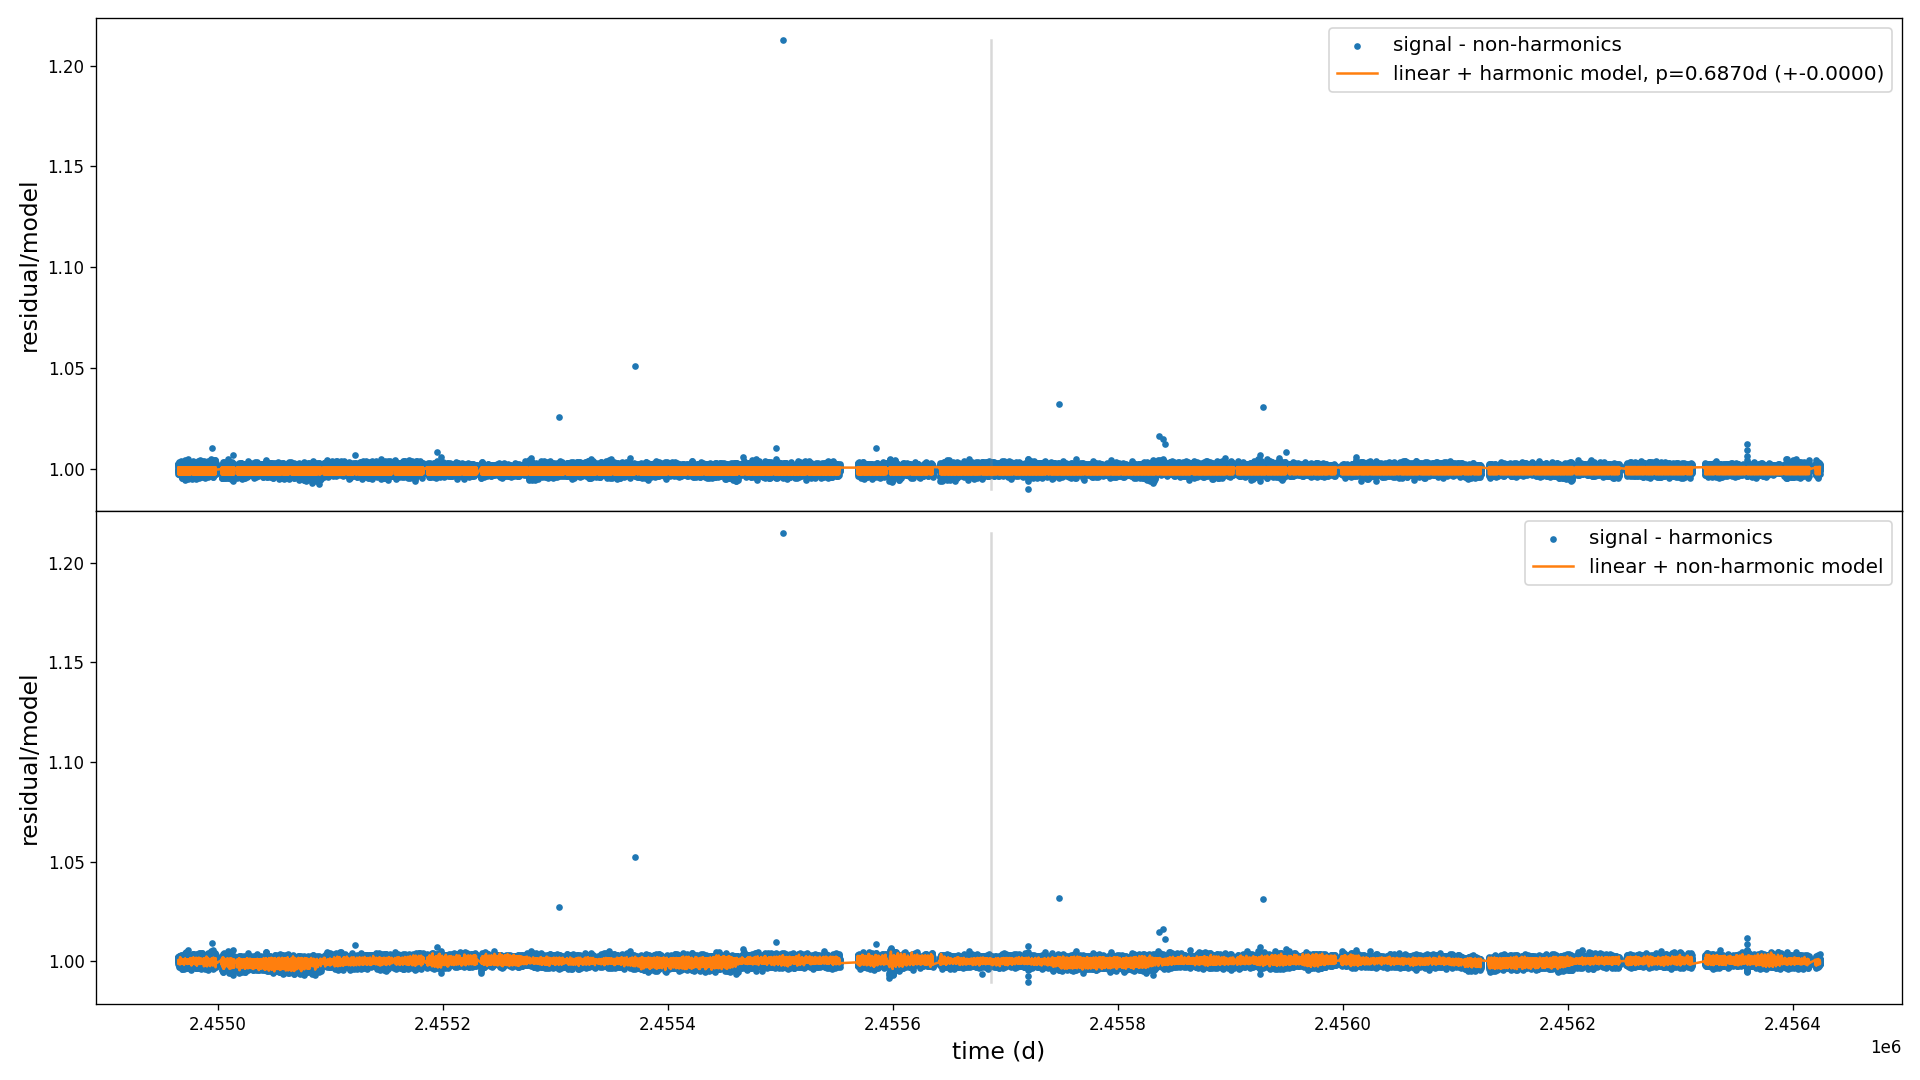 signal - non-harmonics
linear + harmonic model, p=0.6870d (+-0.0000)
residual/model
1.20
1.15
1.10
1.05
1.00
signal - harmonics
linear + non-harmonic model
residual/model
1.20
1.15
1.10
1.05
1.00
2.4550 2.4552 2.4554 2.4556 2.4558 2.4560 2.4562 2.4564
1e6
time (d)